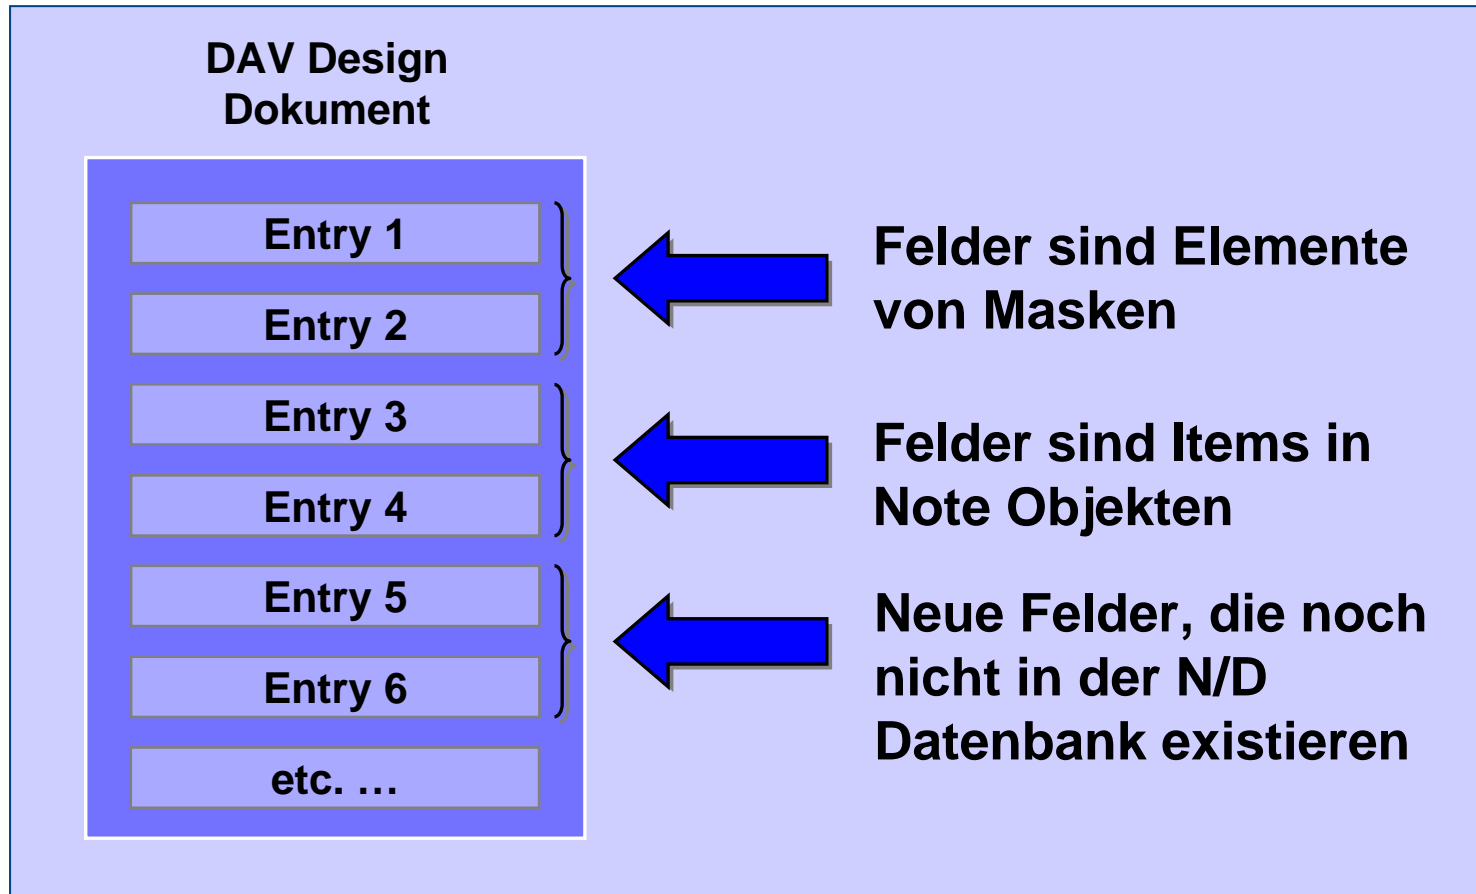 DAV Design
Dokument
Entry 1
Entry 2
Felder sind Elemente
von Masken
Entry 3
Entry 4
Felder sind Items in
Note Objekten
Entry 5
Entry 6
Neue Felder, die noch
nicht in der N/D
Datenbank existieren
etc. …